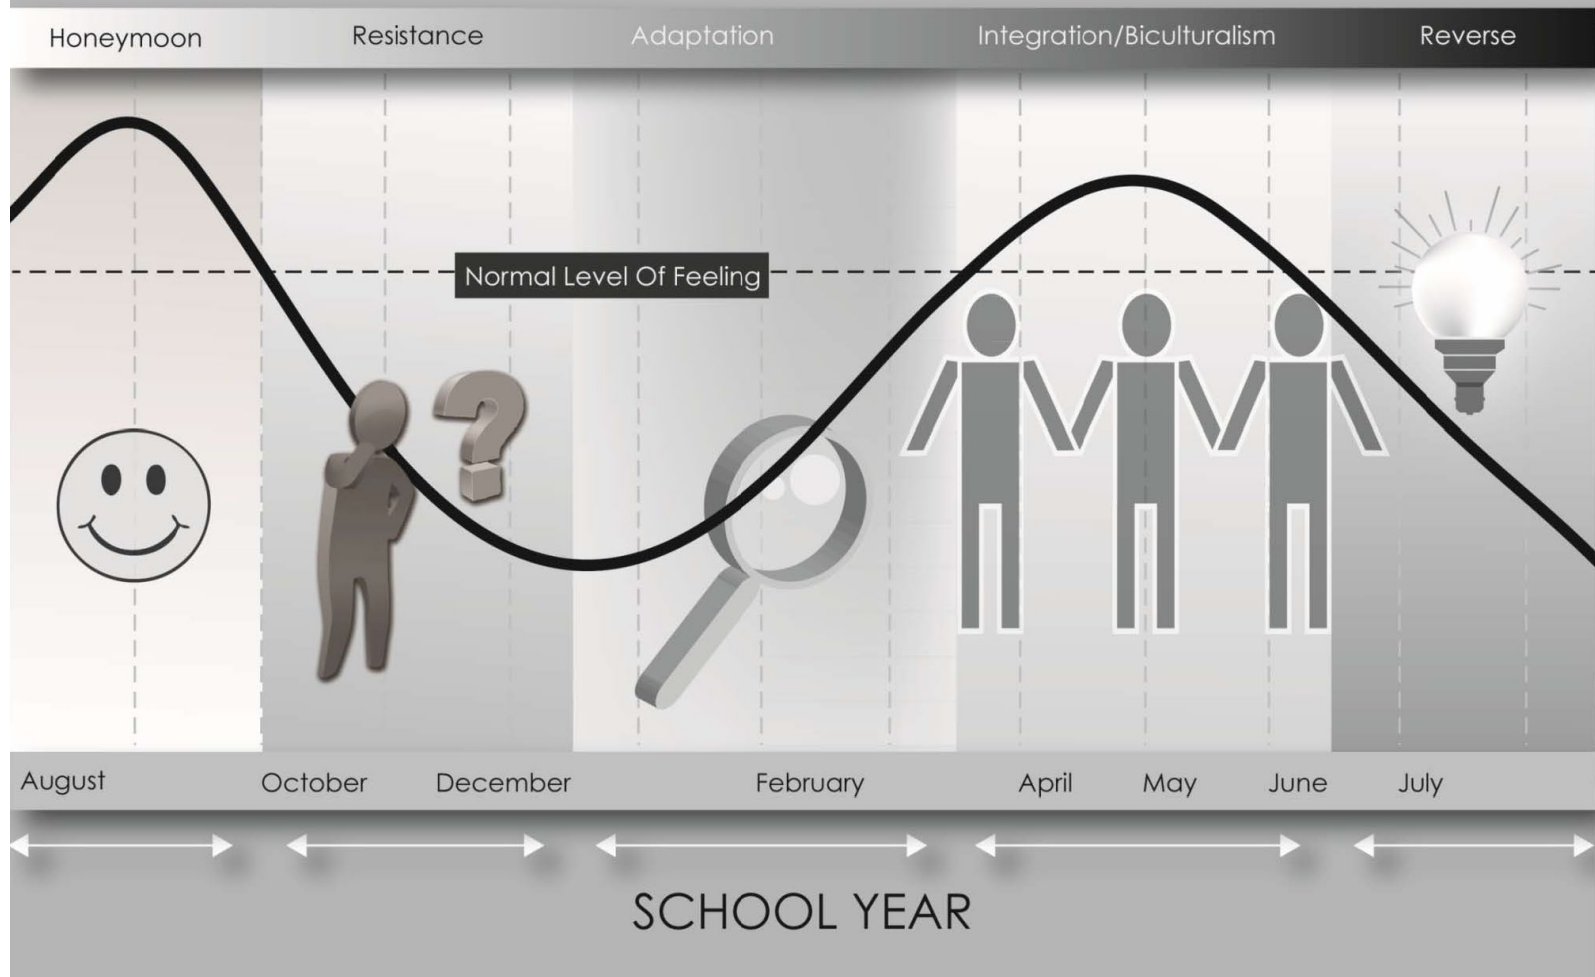 Honeymoon
Resistance
Adaptation
Integration/Biculturalism
Reverse
Normal Level Of Feeling
?
August
October
December
February
April
May
June
July
SCHOOL YEAR